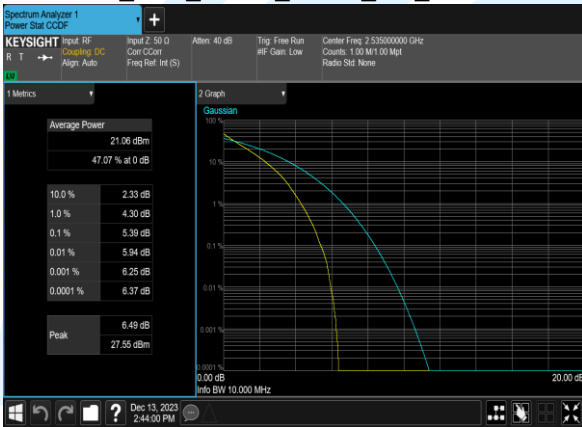 Spectrum Analyzer 1
Power Stat CCDF
+
KEYSIGHT
R T
LXI
Input: RF
Coupling: DC
Align: Auto
Input Z: 50 Ω
Corr CCorr
Freq Ref: Int (S)
Atten: 40 dB
Trig: Free Run
#IF Gain: Low
Center Freq: 2.535000000 GHz
Counts: 1.00 M/1.00 Mpt
Radio Std: None
1 Metrics
Average Power
21.06 dBm
47.07 % at 0 dB
10.0 % 2.33 dB
1.0 % 4.30 dB
0.1 % 5.39 dB
0.01 % 5.94 dB
0.001 % 6.25 dB
0.0001 % 6.37 dB
Peak
6.49 dB
27.55 dBm
2 Graph
Gaussian
100 %
10 %
1 %
0.1 %
0.01 %
0.001 %
0.0001 %
0.00 dB
20.00 dB
Info BW 10.000 MHz
?
Dec 13, 2023
2:44:00 PM